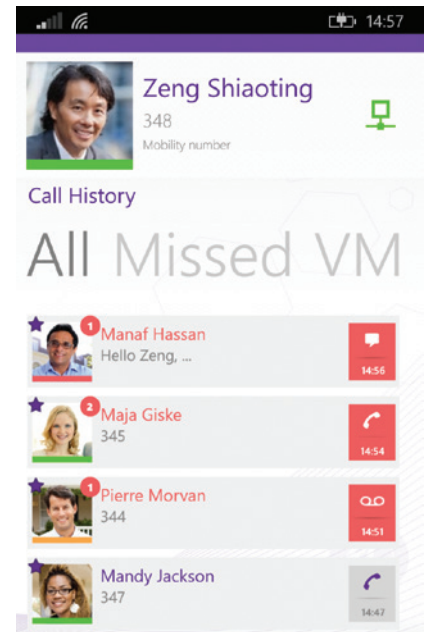 14:57
Zeng Shiaoting
348
Mobility number
Call History
All Missed VM
1
Manaf Hassan
Hello Zeng, ...
14:56
2
Maja Giske
345
14:54
1
Pierre Morvan
344
14:51
Mandy Jackson
347
14:47